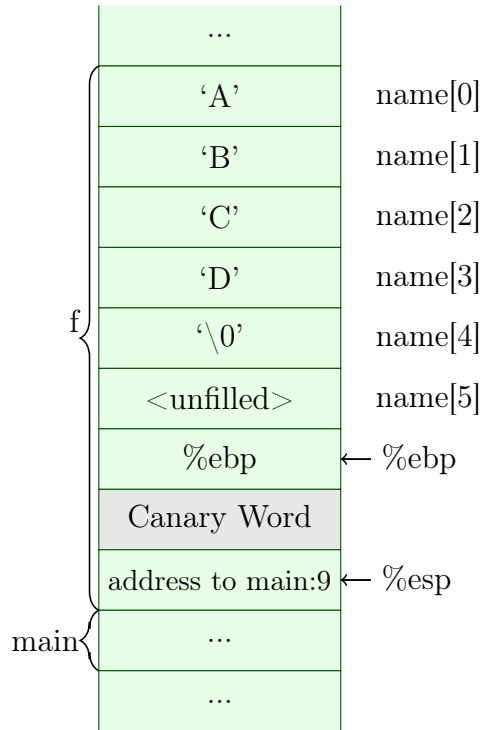 ...
‘A’ name[0]
‘B’ name[1]
‘C’ name[2]
‘D’ name[3]
f
‘\0’ name[4]
<unfilled> name[5]
%ebp %ebp
Canary Word
address to main:9 %esp
main ...
...